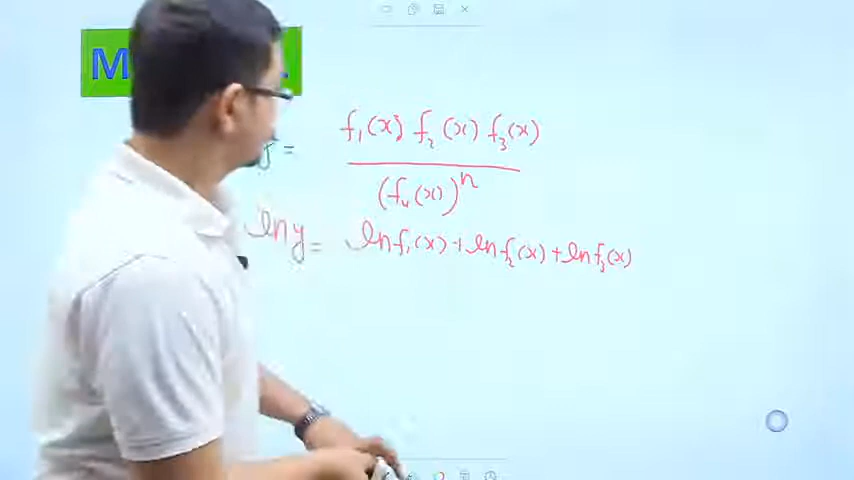 M
y = f₁(x) f₂(x) f₃(x) / (f₄(x))ⁿ
ln y = ln f₁(x) + ln f₂(x) + ln f₃(x)